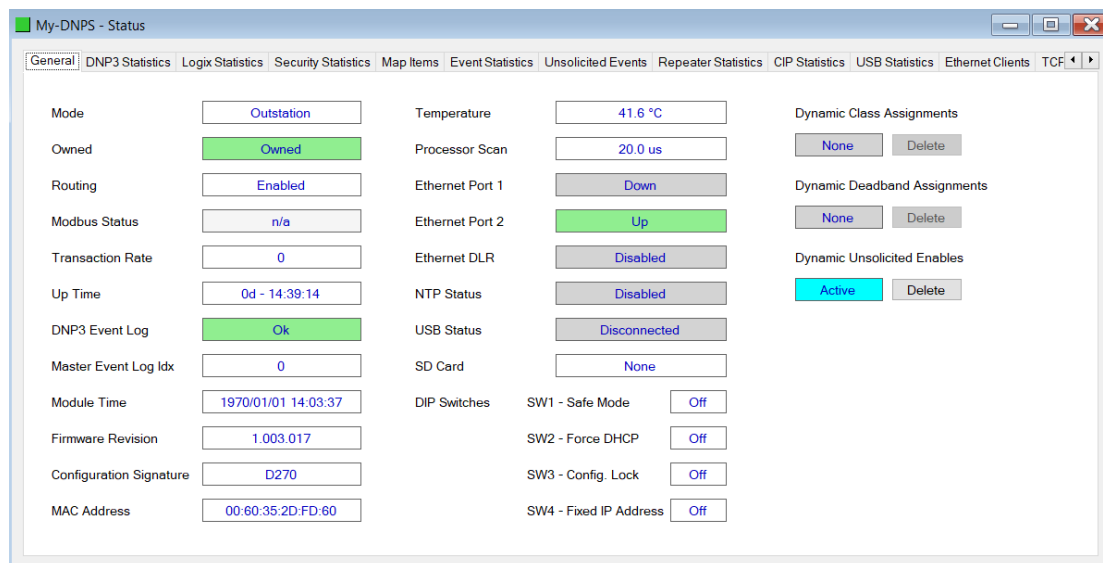 My-DNPS - Status
General DNP3 Statistics Logix Statistics Security Statistics Map Items Event Statistics Unsolicited Events Repeater Statistics CIP Statistics USB Statistics Ethernet Clients TCP
Mode Outstation
Owned Owned
Routing Enabled
Modbus Status n/a
Transaction Rate 0
Up Time 0d - 14:39:14
DNP3 Event Log Ok
Master Event Log Idx 0
Module Time 1970/01/01 14:03:37
Firmware Revision 1.003.017
Configuration Signature D270
MAC Address 00:60:35:2D:FD:60
Temperature 41.6 °C
Processor Scan 20.0 us
Ethernet Port 1 Down
Ethernet Port 2 Up
Ethernet DLR Disabled
NTP Status Disabled
USB Status Disconnected
SD Card None
DIP Switches SW1 - Safe Mode Off
SW2 - Force DHCP Off
SW3 - Config. Lock Off
SW4 - Fixed IP Address Off
Dynamic Class Assignments
None Delete
Dynamic Deadband Assignments
None Delete
Dynamic Unsolicited Enables
Active Delete